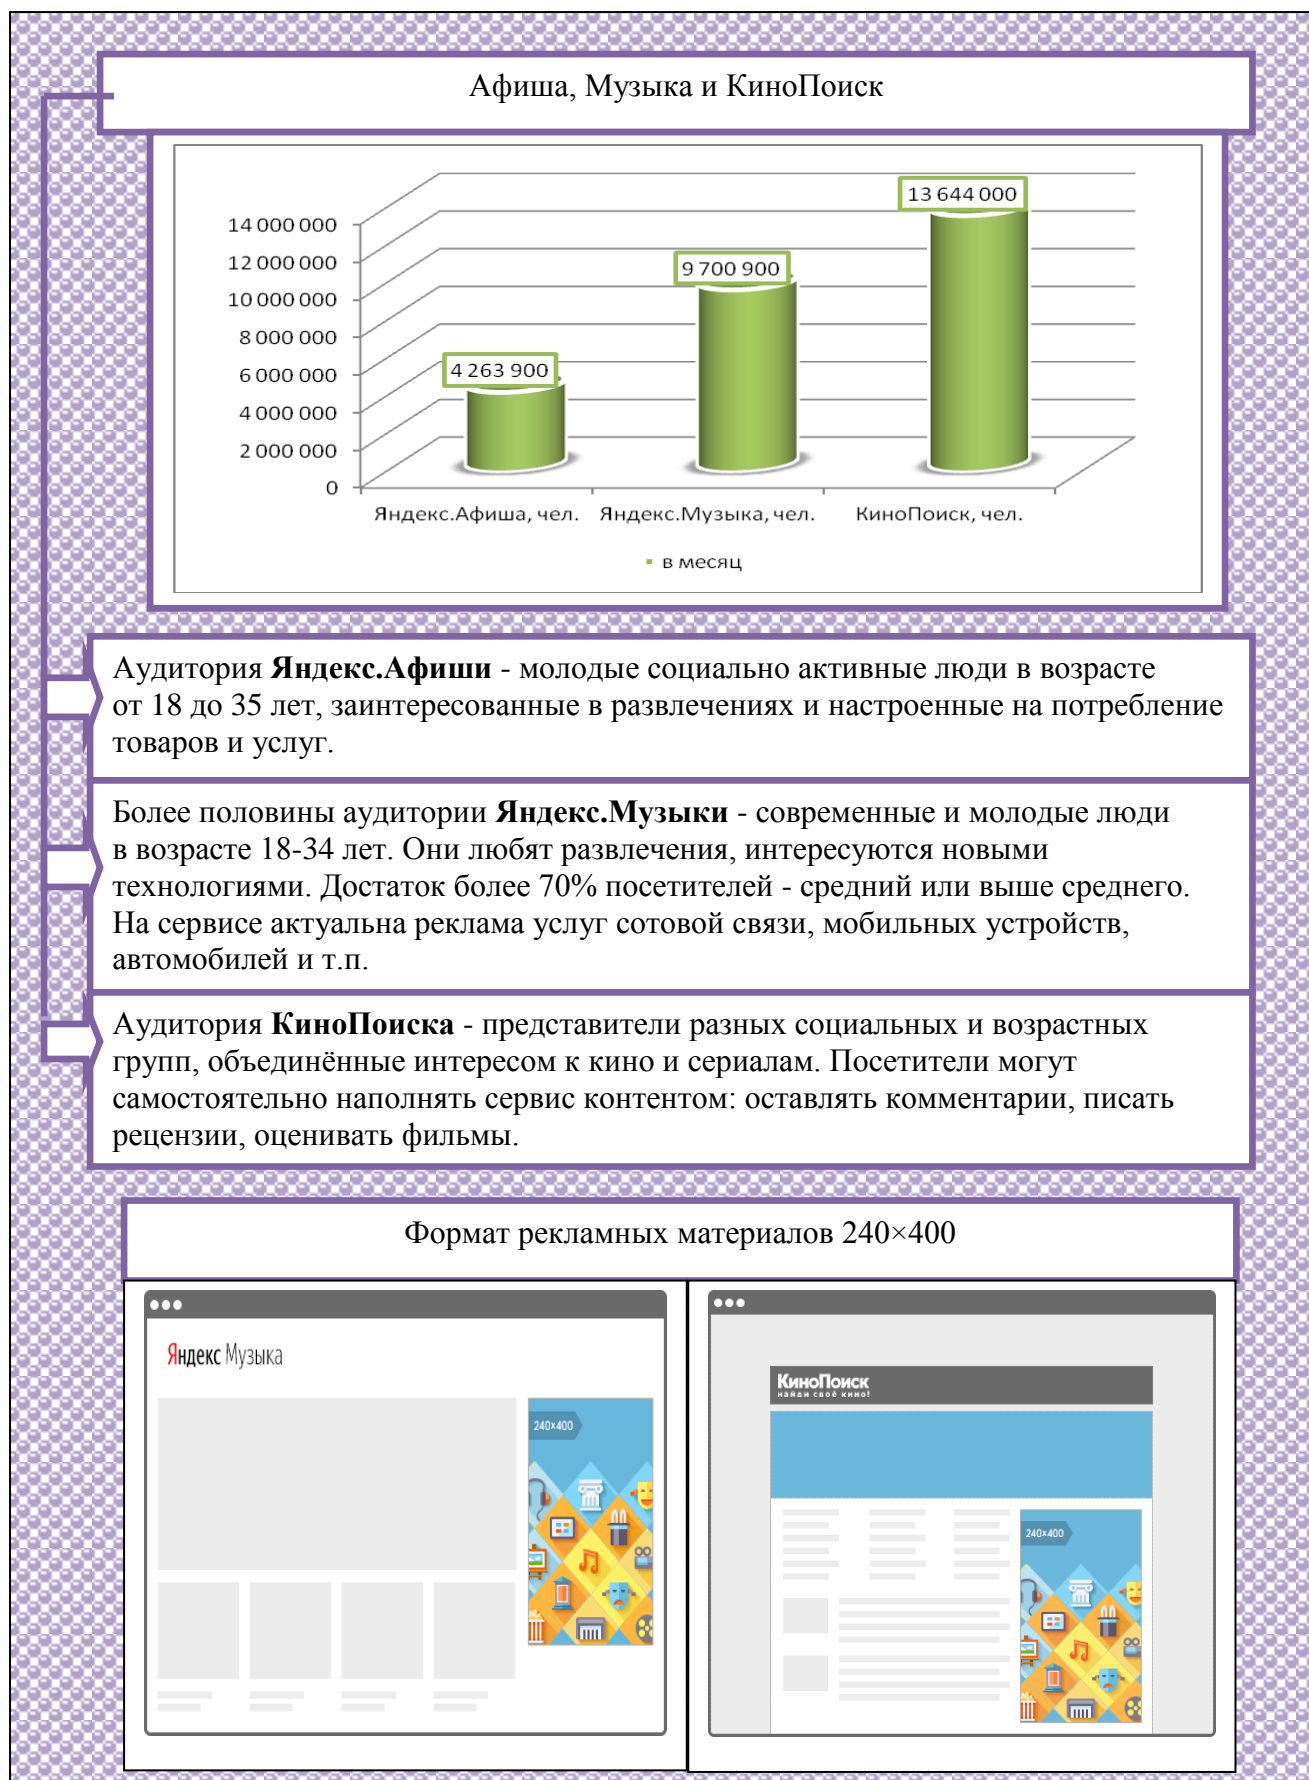 Афиша, Музыка и КиноПоиск
14 000 000
12 000 000
10 000 000
8 000 000
6 000 000
4 000 000
2 000 000
0
4 263 900
9 700 900
13 644 000
Яндекс.Афиша, чел.
Яндекс.Музыка, чел.
КиноПоиск, чел.
в месяц
Аудитория Яндекс.Афиши - молодые социально активные люди в возрасте
от 18 до 35 лет, заинтересованные в развлечениях и настроенные на потребление
товаров и услуг.
Более половины аудитории Яндекс.Музыки - современные и молодые люди
в возрасте 18-34 лет. Они любят развлечения, интересуются новыми
технологиями. Достаток более 70% посетителей - средний или выше среднего.
На сервисе актуальна реклама услуг сотовой связи, мобильных устройств,
автомобилей и т.п.
Аудитория КиноПоиска - представители разных социальных и возрастных
групп, объединённые интересом к кино и сериалам. Посетители могут
самостоятельно наполнять сервис контентом: оставлять комментарии, писать
рецензии, оценивать фильмы.
Формат рекламных материалов 240×400
Яндекс Музыка
240×400
КиноПоиск
найди своё кино!
240×400